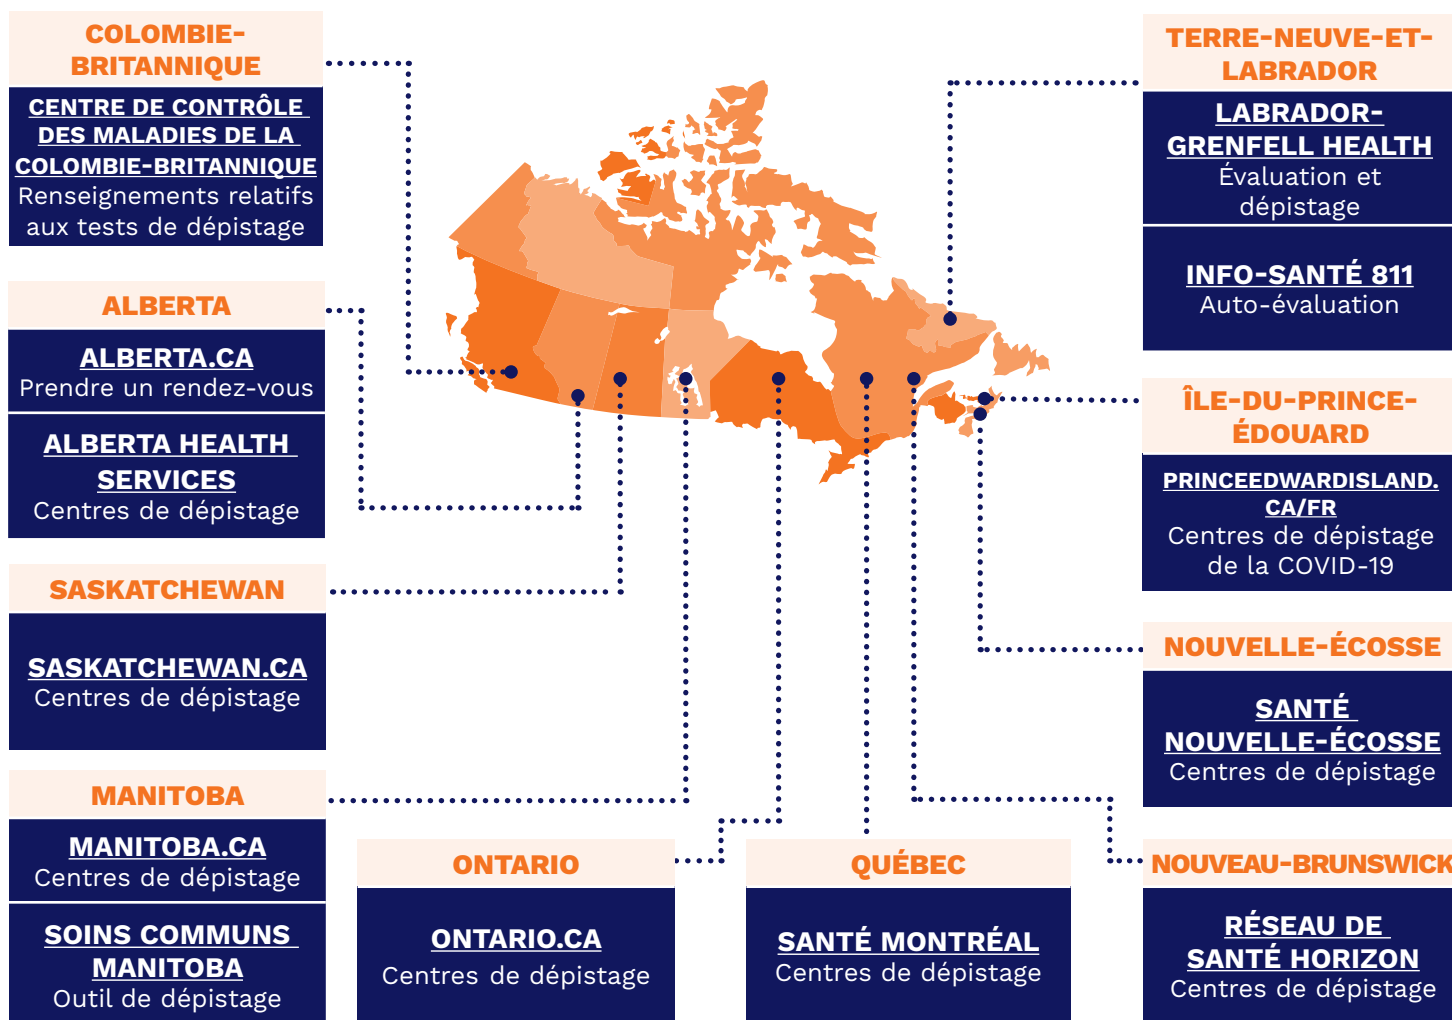 COLOMBIE-
BRITANNIQUE
CENTRE DE CONTRÔLE
DES MALADIES DE LA
COLOMBIE-BRITANNIQUE
Renseignements relatifs
aux tests de dépistage
ALBERTA
ALBERTA.CA
Prendre un rendez-vous
ALBERTA HEALTH
SERVICES
Centres de dépistage
SASKATCHEWAN
SASKATCHEWAN.CA
Centres de dépistage
MANITOBA
MANITOBA.CA
Centres de dépistage
SOINS COMMUNS
MANITOBA
Outil de dépistage
ONTARIO
ONTARIO.CA
Centres de dépistage
QUÉBEC
SANTÉ MONTRÉAL
Centres de dépistage
TERRE-NEUVE-ET-
LABRADOR
LABRADOR-
GRENFELL HEALTH
Évaluation et
dépistage
INFO-SANTÉ 811
Auto-évaluation
ÎLE-DU-PRINCE-
ÉDOUARD
PRINCEEDWARDISLAND.
CA/FR
Centres de dépistage
de la COVID-19
NOUVELLE-ÉCOSSE
SANTÉ
NOUVELLE-ÉCOSSE
Centres de dépistage
NOUVEAU-BRUNSWICK
RÉSEAU DE
SANTÉ HORIZON
Centres de dépistage